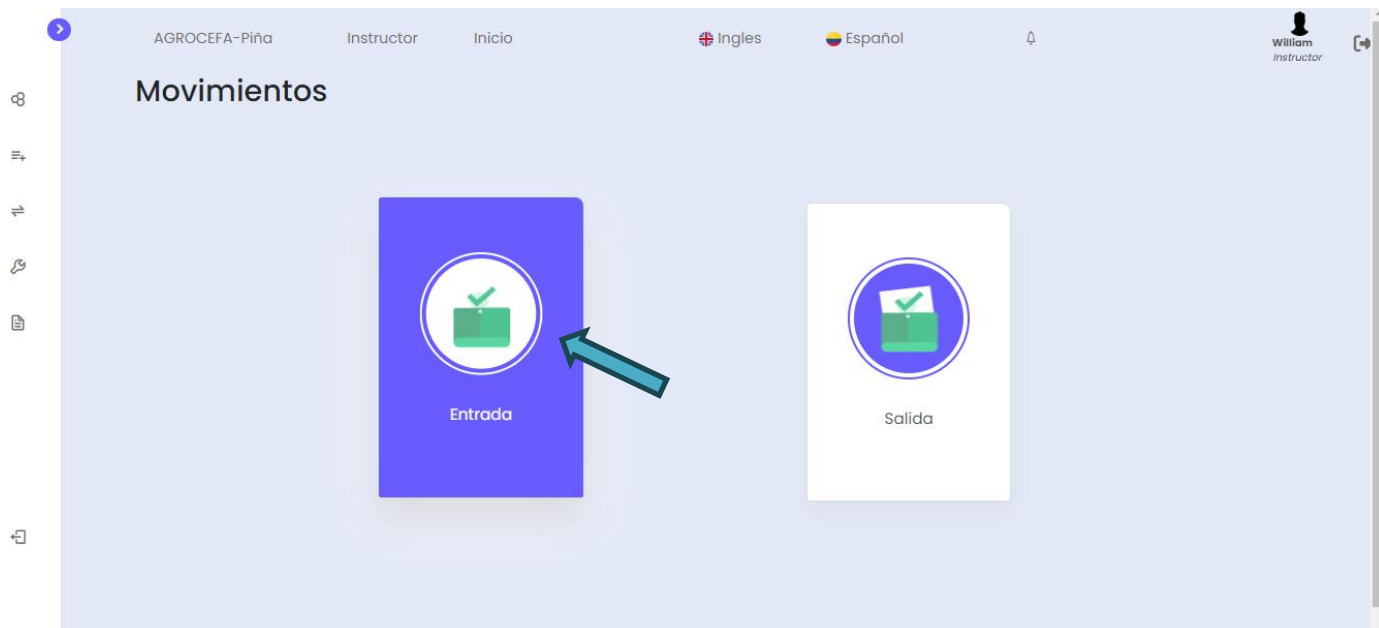 AGROCEFA-Piña Instructor Inicio Ingles Español
William
Instructor
Movimientos
Entrada
Salida